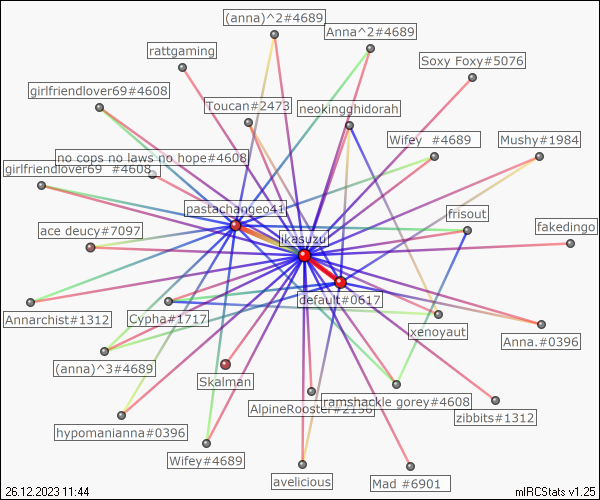 (anna)^2#4689
Anna^2#4689
rattgaming
Soxy Foxy#5076
girlfriendlover69#4608
Toucan#2473
neokingghidorah
Wifey #4689
Mushy#1984
no cops no laws no hope#4608
girlfriendlover69 #4608
pastachangeo41
frisout
fakedingo
ace deucy#7097
ikasuzu
default#0617
Annarchist#1312
Cypha#1717
xenoyaut
Anna.#0396
(anna)^3#4689
Skalman
AlpineRooster#2138
ramshackle gorey#4608
zibbits#1312
hypomanianna#0396
Wifey#4689
avelicious
Mad #6901
26.12.2023 11:44
mIRCStats v1.25